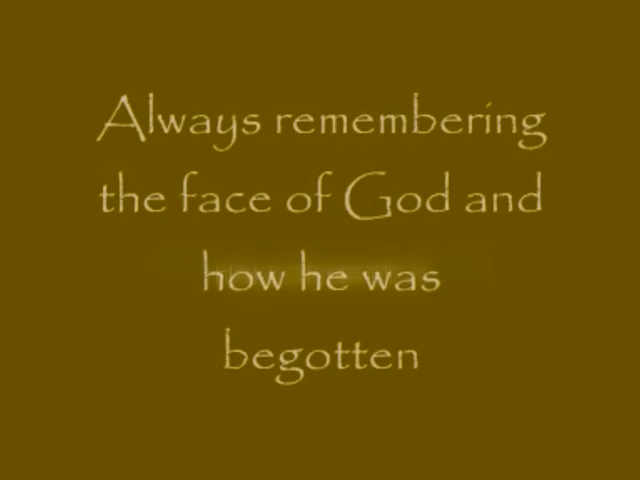 Always remembering
the face of God and
how he was
begotten